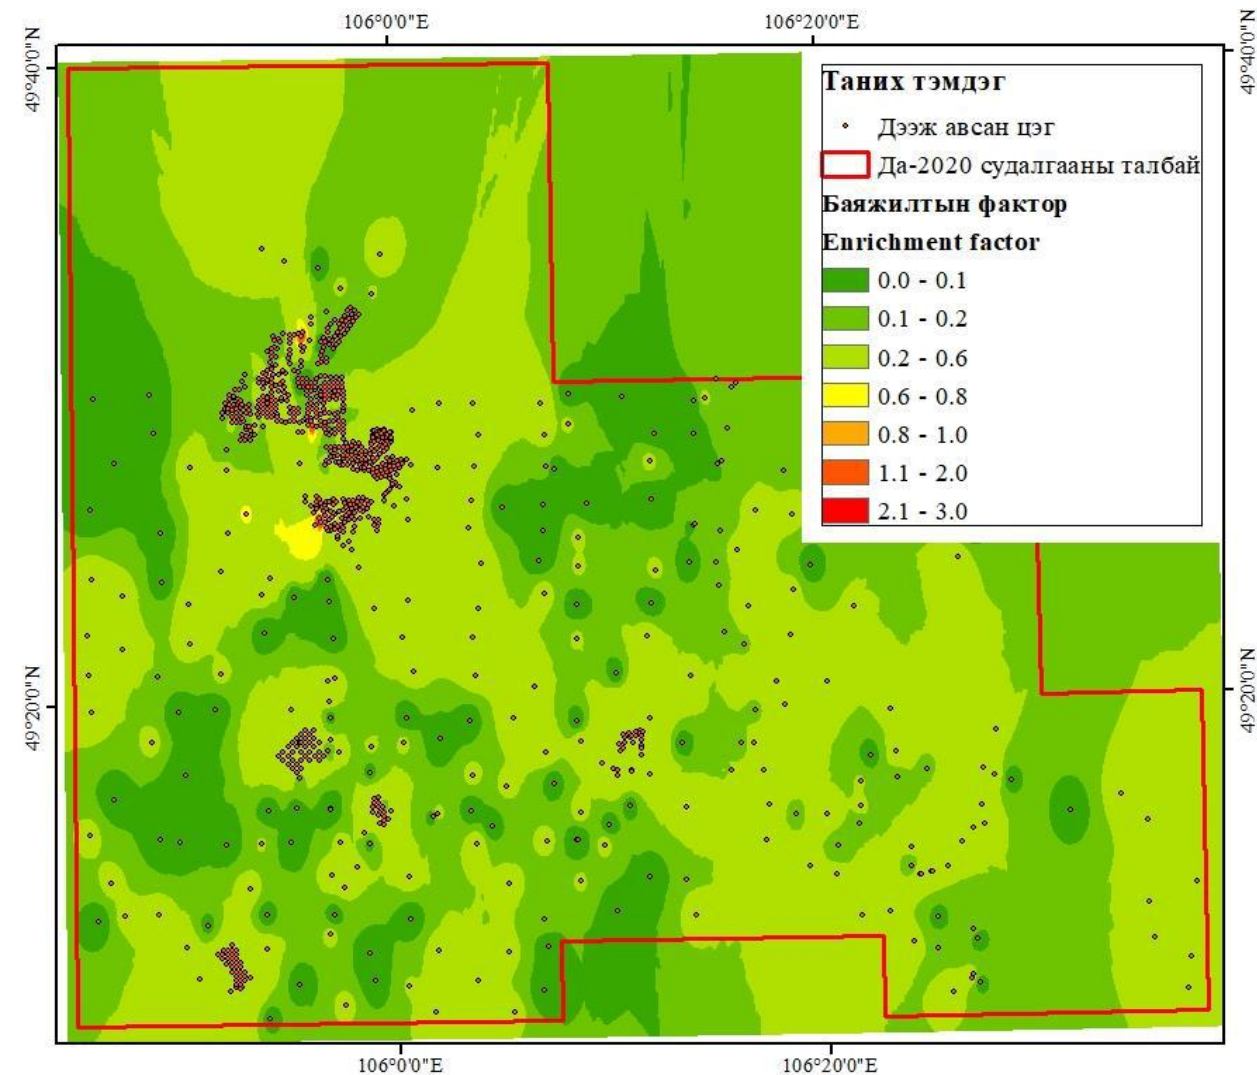 106°0'0"E
106°20'0"E
49°40'0"N
49°40'0"N
Таних тэмдэг
Дээж авсан цэг
Да-2020 судалгааны талбай
Баяжилтын фактор
Enrichment factor
0.0 - 0.1
0.1 - 0.2
0.2 - 0.6
0.6 - 0.8
0.8 - 1.0
1.1 - 2.0
2.1 - 3.0
49°20'0"N
49°20'0"N
106°0'0"E
106°20'0"E